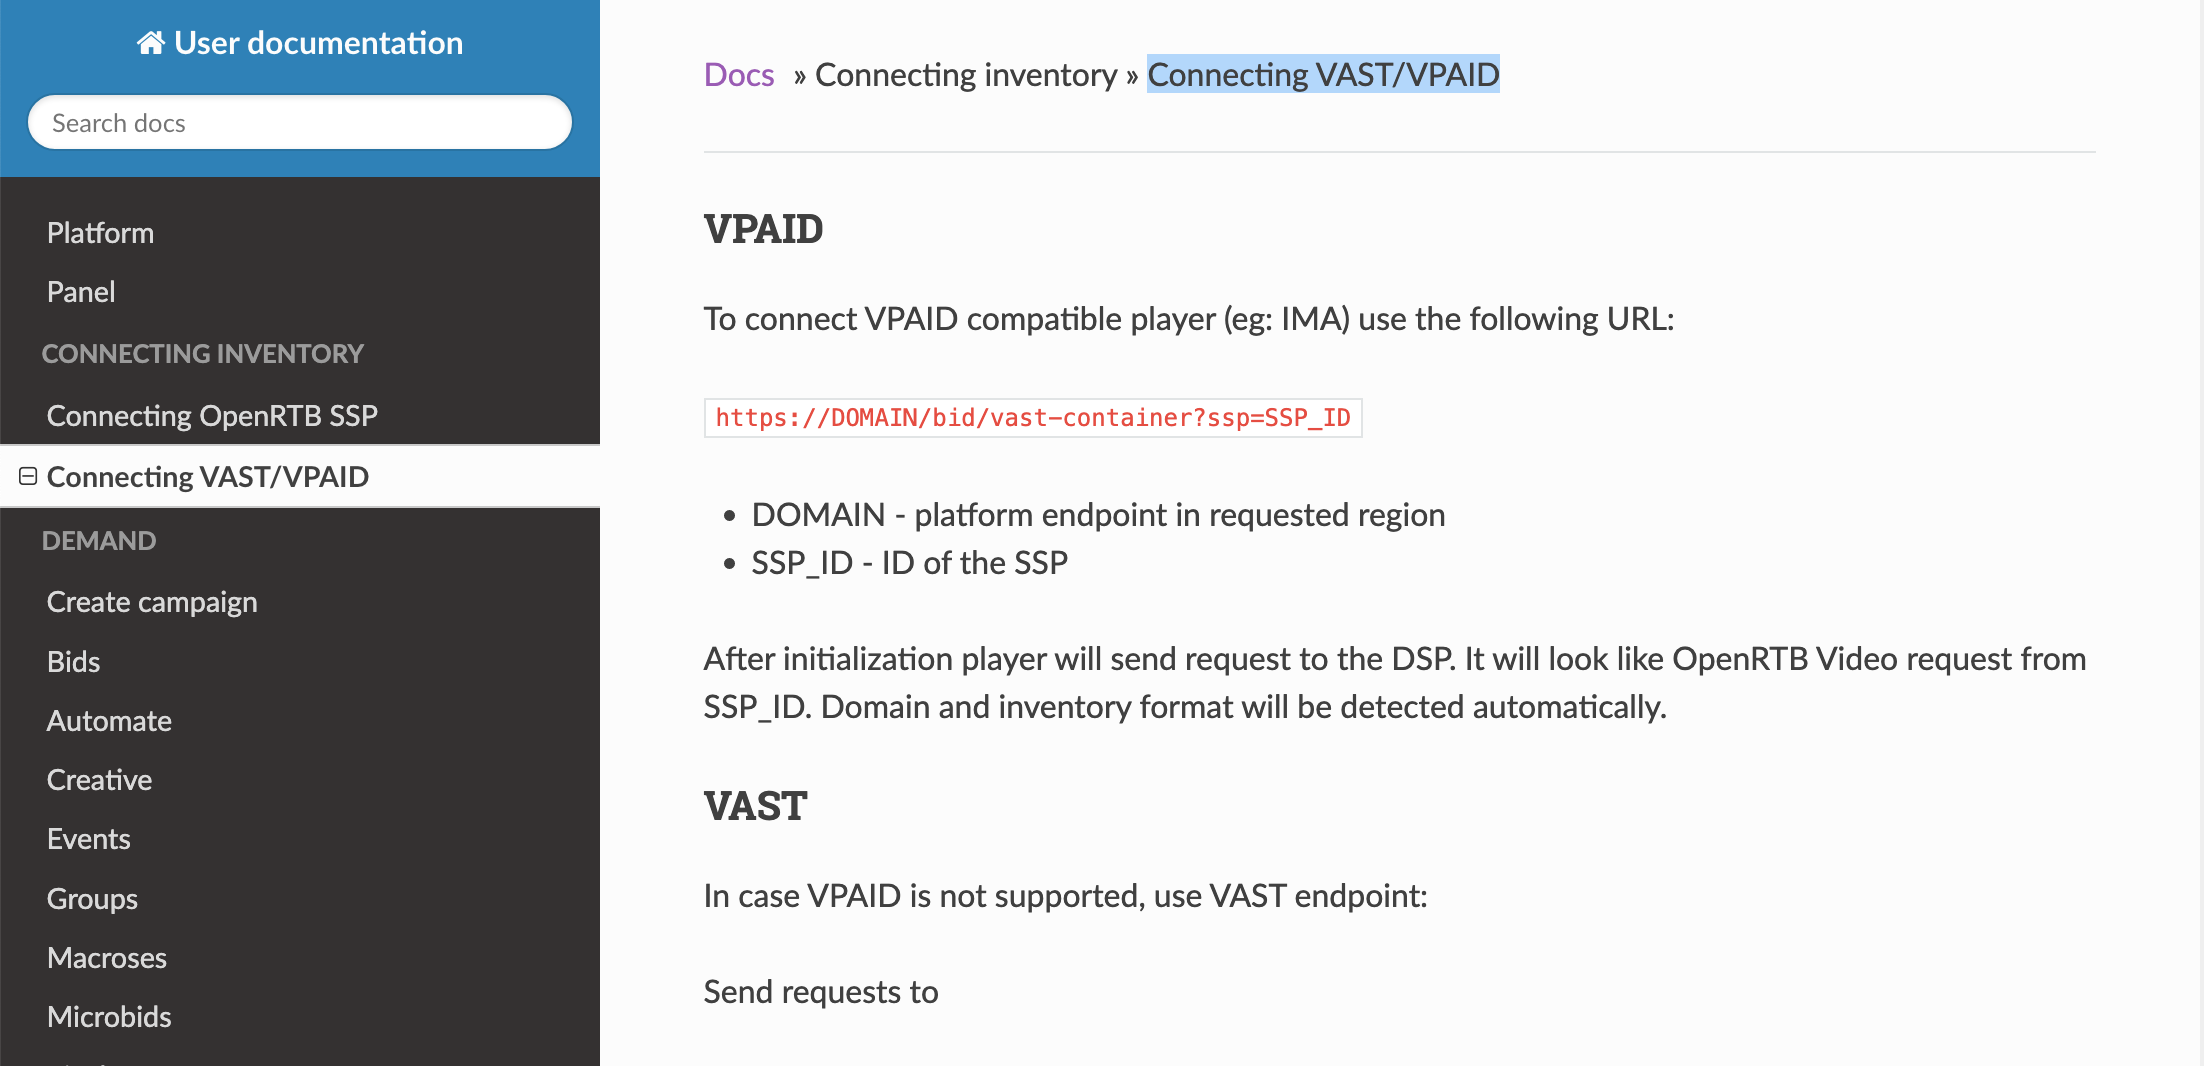 User documentation
Search docs
Platform
Panel
CONNECTING INVENTORY
Connecting OpenRTB SSP
Connecting VAST/VPAID
DEMAND
Create campaign
Bids
Automate
Creative
Events
Groups
Macroses
Microbids
Docs » Connecting inventory » Connecting VAST/VPAID
VPAID
To connect VPAID compatible player (eg: IMA) use the following URL:
https://DOMAIN/bid/vast-container?ssp=SSP_ID
• DOMAIN - platform endpoint in requested region
• SSP_ID - ID of the SSP
After initialization player will send request to the DSP. It will look like OpenRTB Video request from
SSP_ID. Domain and inventory format will be detected automatically.
VAST
In case VPAID is not supported, use VAST endpoint:
Send requests to